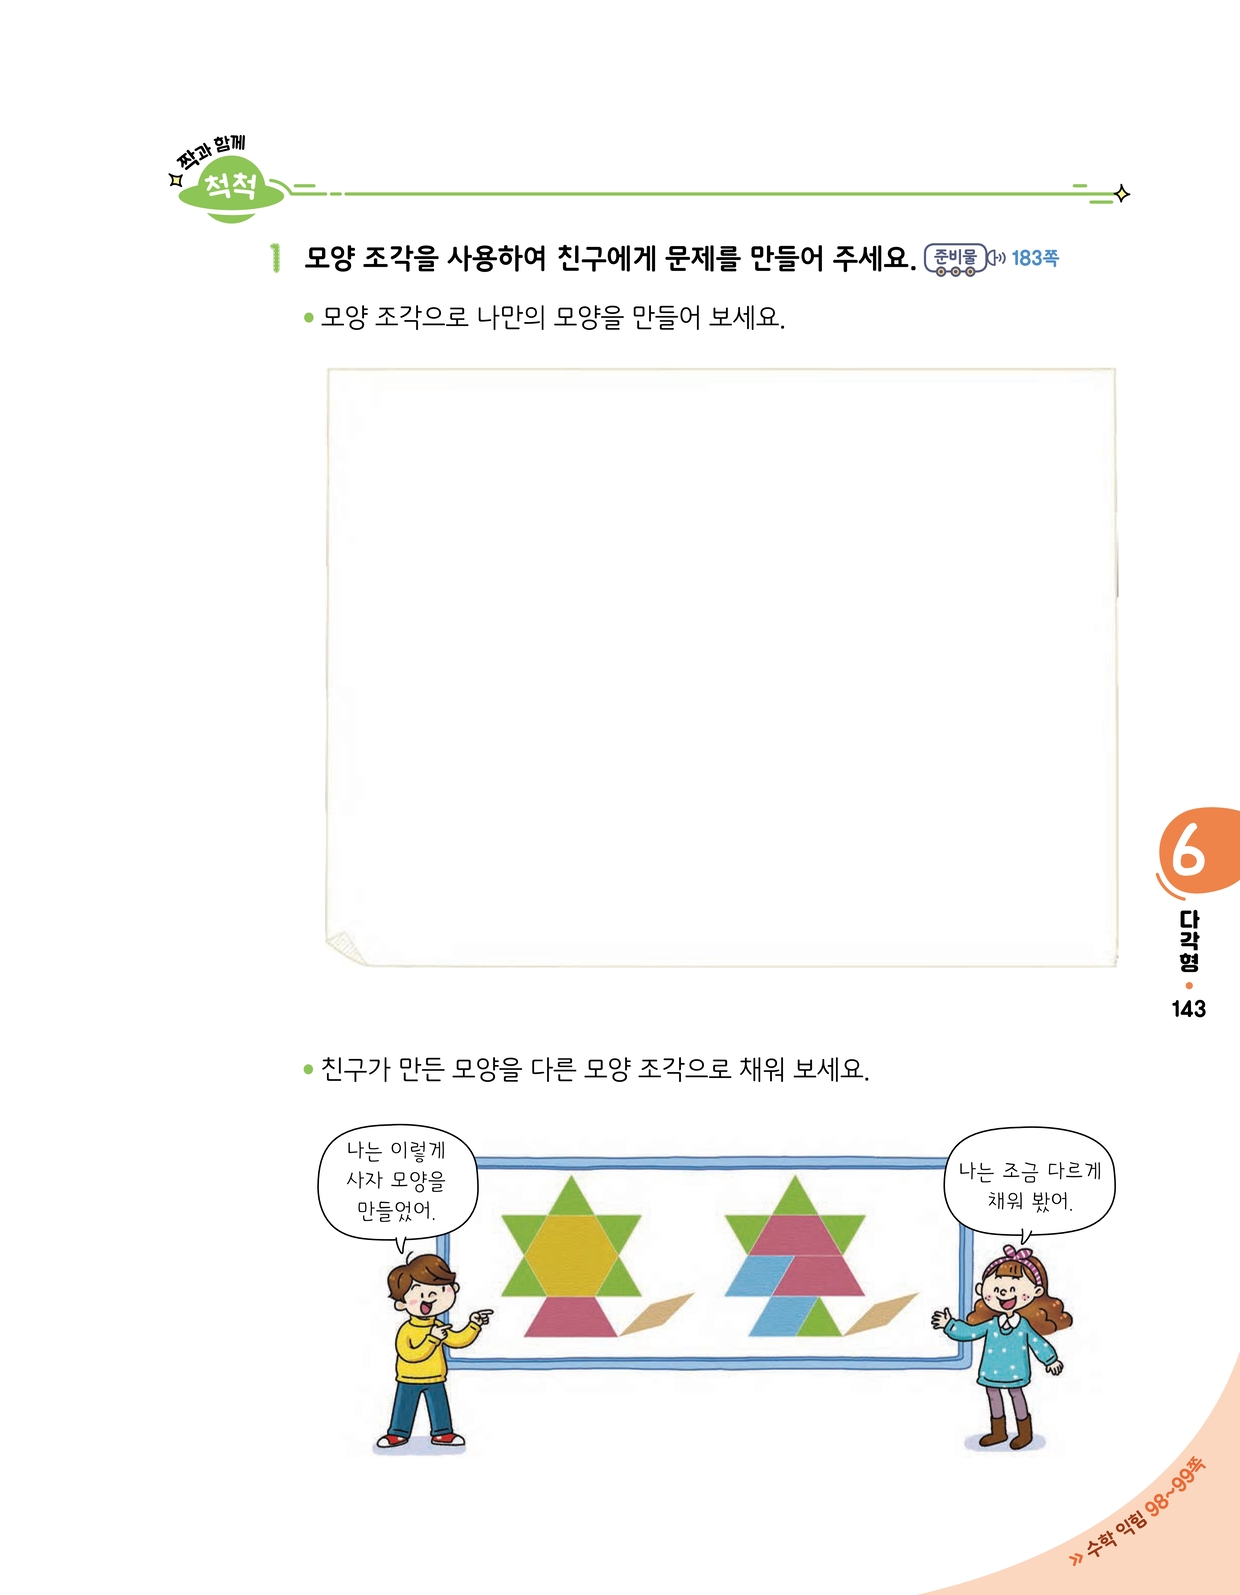 짝과 함께
척척
1 모양 조각을 사용하여 친구에게 문제를 만들어 주세요. 준비물 183쪽
• 모양 조각으로 나만의 모양을 만들어 보세요.
6
다각형
143
• 친구가 만든 모양을 다른 모양 조각으로 채워 보세요.
나는 이렇게
사자 모양을
만들었어.
나는 조금 다르게
채워 봤어.
» 수학 익힘 98~99쪽